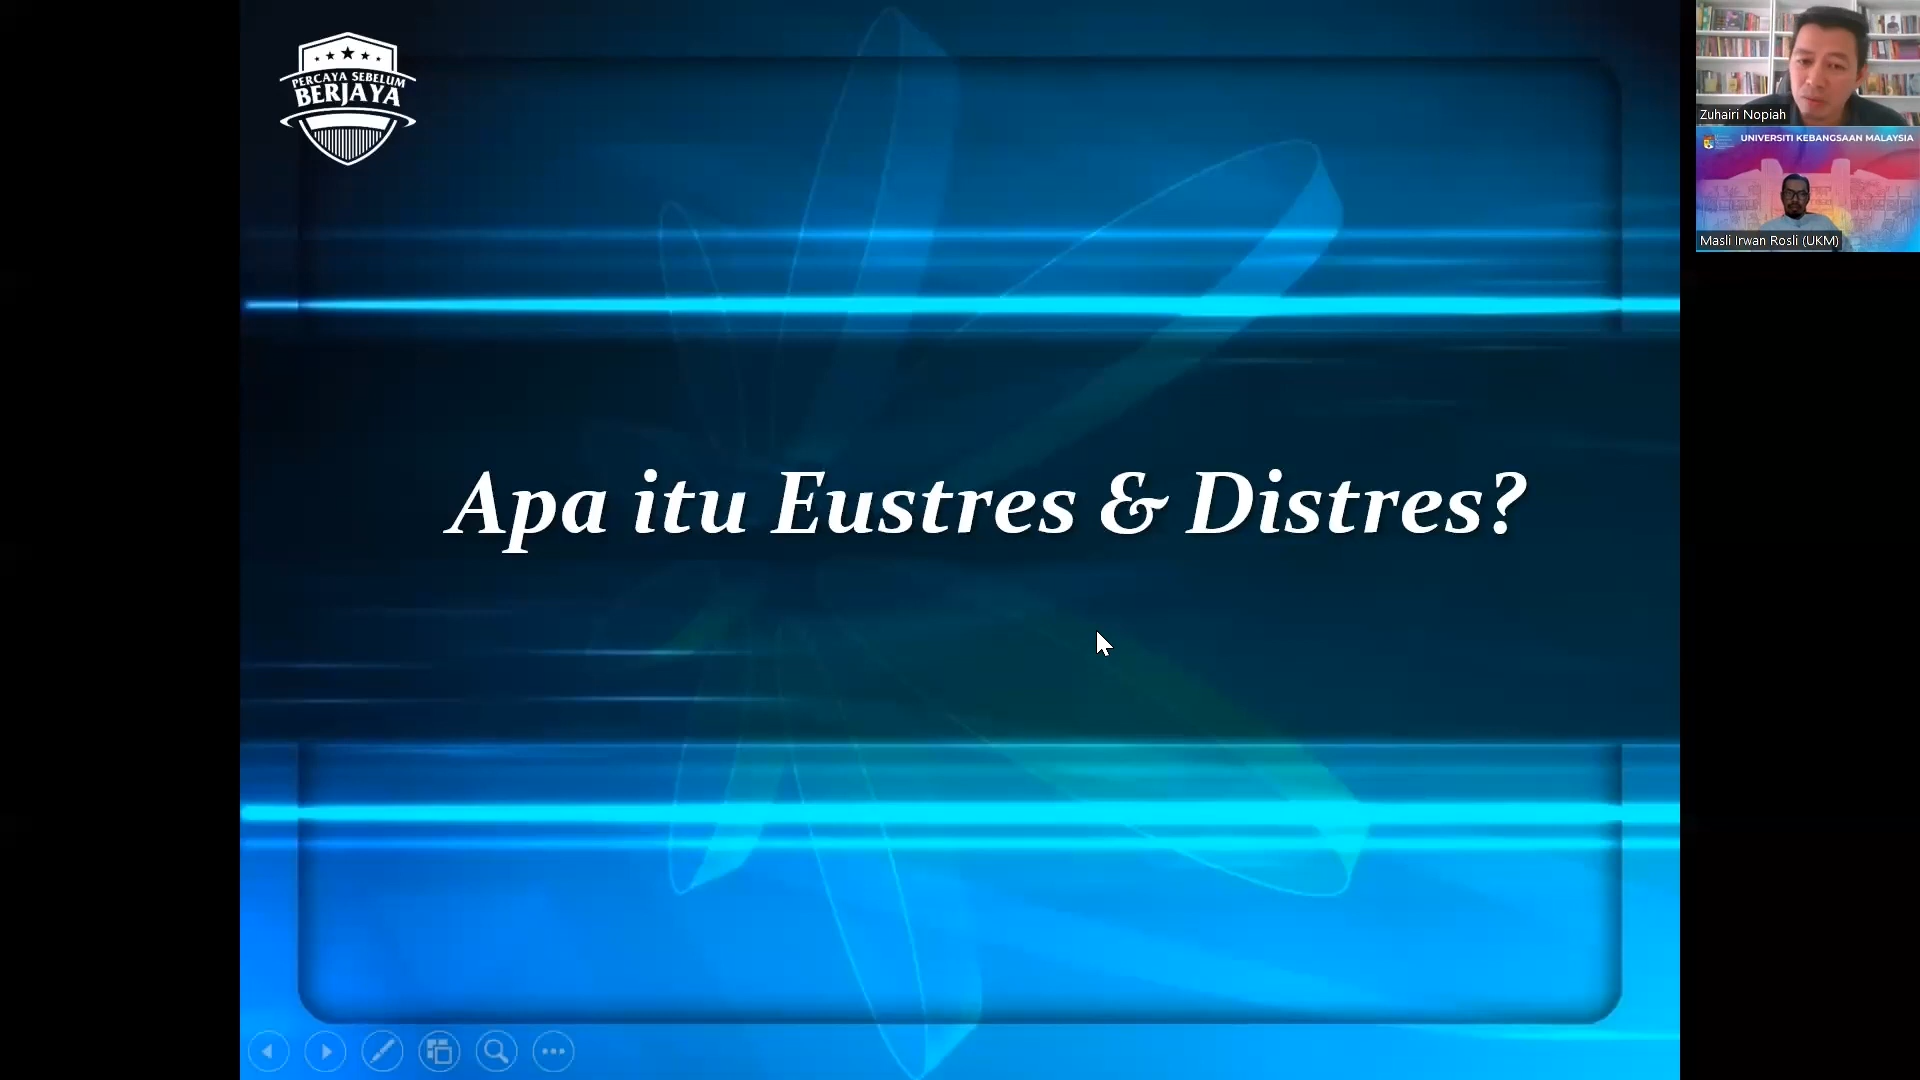 PERCAYA SEBELUM
BERJAYA
Apa itu Eustres & Distres?
Zuhairi Nopiah
UNIVERSITI KEBANGSAAN MALAYSIA
Masli Irwan Rosli (UKM)